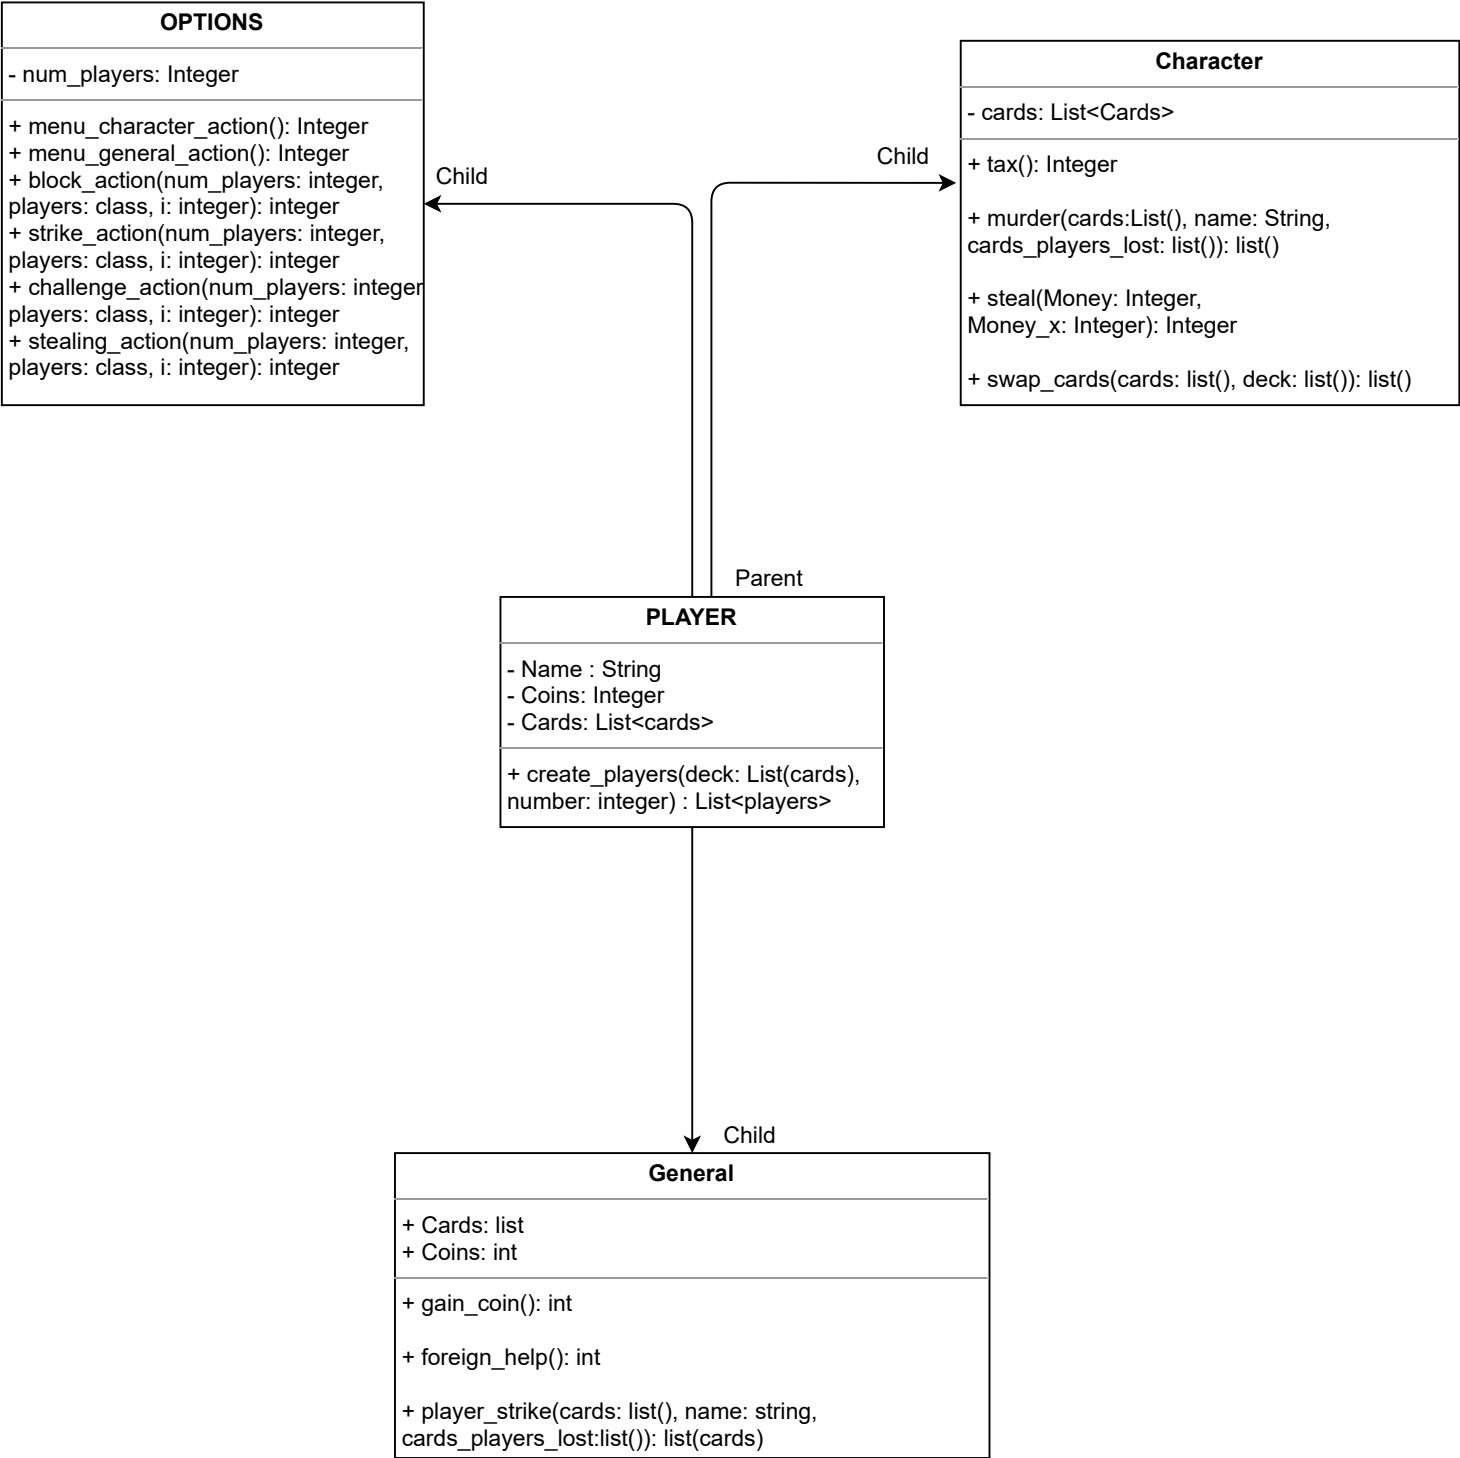 OPTIONS
- num_players: Integer
+ menu_character_action(): Integer
+ menu_general_action(): Integer
+ block_action(num_players: integer,
players: class, i: integer): integer
+ strike_action(num_players: integer,
players: class, i: integer): integer
+ challenge_action(num_players: integer
players: class, i: integer): integer
+ stealing_action(num_players: integer,
players: class, i: integer): integer
Child
Child
Character
- cards: List<Cards>
+ tax(): Integer
+ murder(cards:List(), name: String,
cards_players_lost: list()): list()
+ steal(Money: Integer,
Money_x: Integer): Integer
+ swap_cards(cards: list(), deck: list()): list()
Parent
PLAYER
- Name : String
- Coins: Integer
- Cards: List<cards>
+ create_players(deck: List(cards),
number: integer) : List<players>
Child
General
+ Cards: list
+ Coins: int
+ gain_coin(): int
+ foreign_help(): int
+ player_strike(cards: list(), name: string,
cards_players_lost:list()): list(cards)